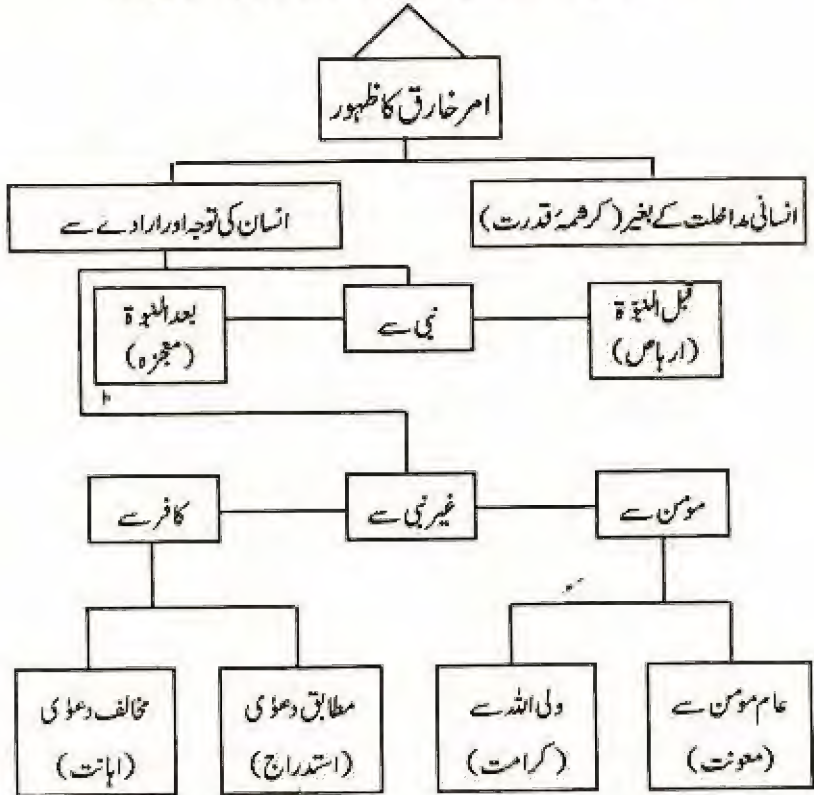 امر خارق کا ظہور
انسانی مداخلت کے بغیر (کرشمۂ قدرت)
انسان کی توجہ اور ارادے سے
قبل النبوۃ
(ارہاص)
نبی سے
بعد النبوۃ
(معجزہ)
مومن سے
غیر نبی سے
کافر سے
عام مومن سے
(معونت)
ولی اللہ سے
(کرامت)
مطابق دعوٰی
(استدراج)
مخالف دعوٰی
(اہانت)